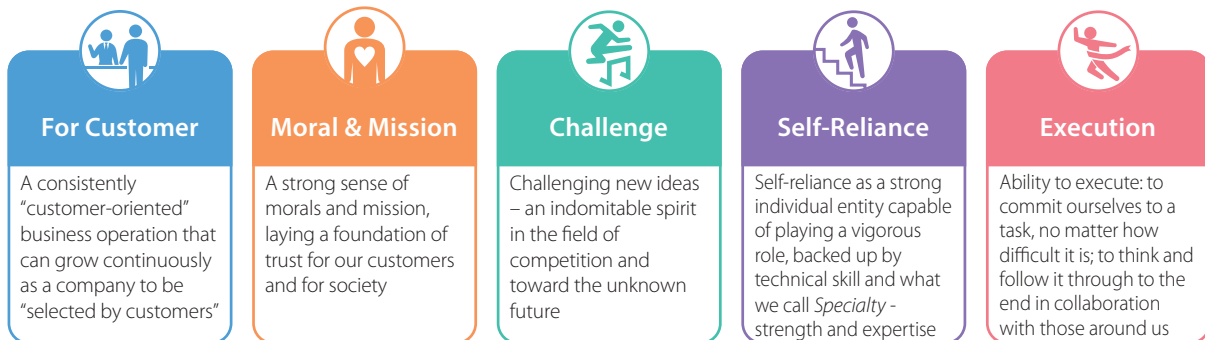 For Customer
A consistently
“customer-oriented”
business operation that
can grow continuously
as a company to be
“selected by customers”
Moral & Mission
A strong sense of
morals and mission,
laying a foundation of
trust for our customers
and for society
Challenge
Challenging new ideas
– an indomitable spirit
in the field of
competition and
toward the unknown
future
Self-Reliance
Self-reliance as a strong
individual entity capable
of playing a vigorous
role, backed up by
technical skill and what
we call Specialty -
strength and expertise
Execution
Ability to execute: to
commit ourselves to a
task, no matter how
difficult it is; to think and
follow it through to the
end in collaboration
with those around us